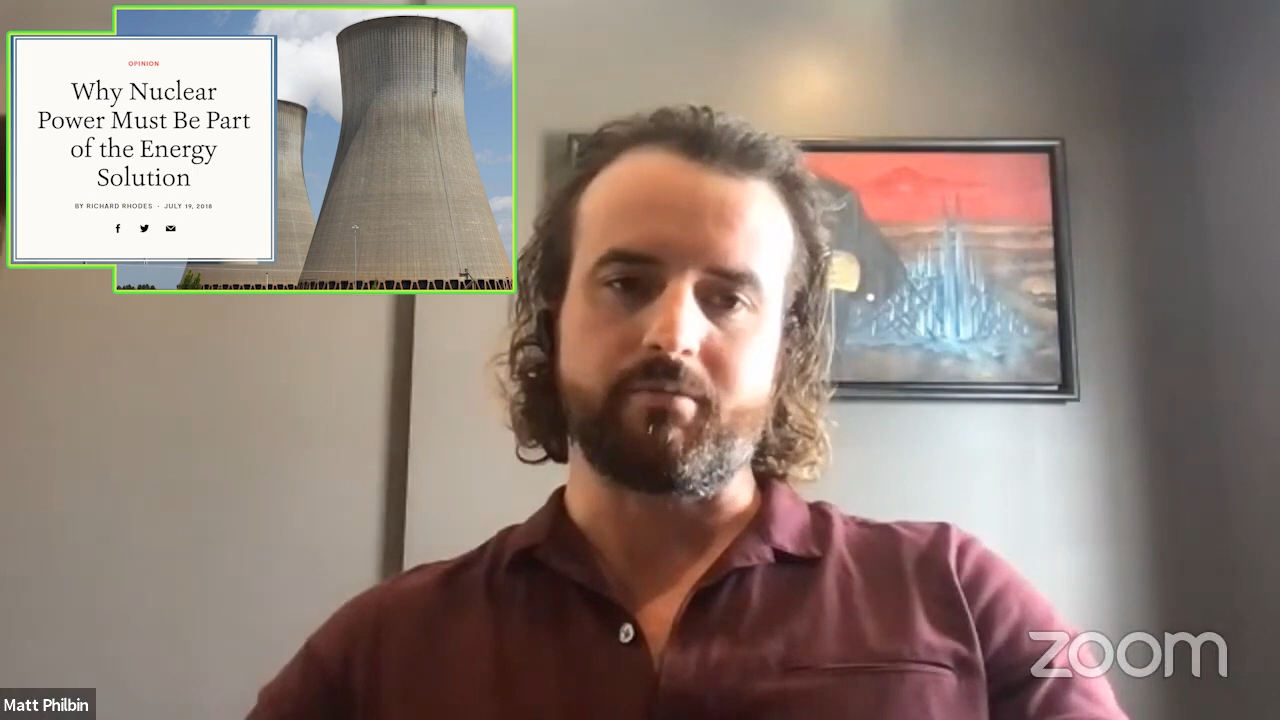 OPINION
Why Nuclear
Power Must Be Part
of the Energy
Solution
BY RICHARD RHODES • JULY 19, 2018
zoom
Matt Philbin